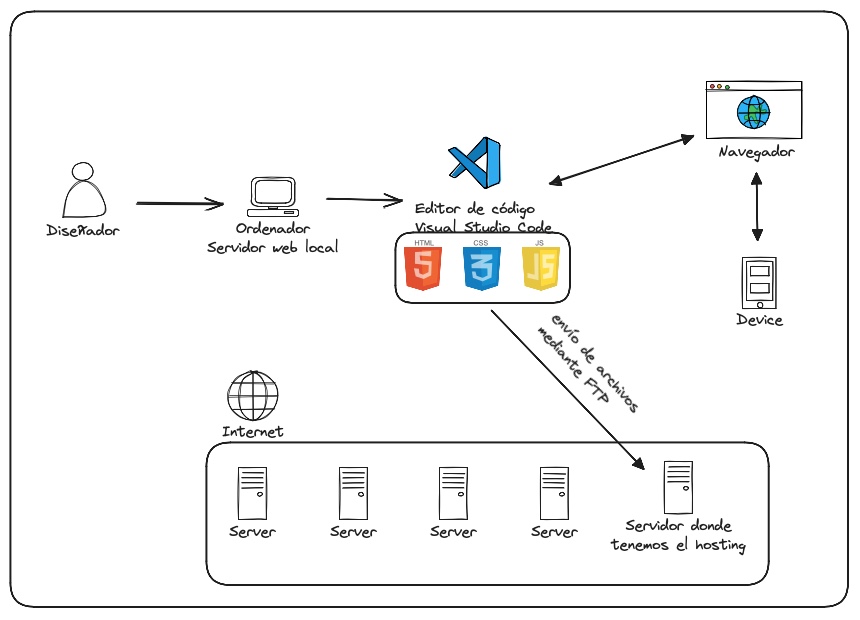 Navegador
Diseñador
Ordenador
Servidor web local
Editor de código
Visual Studio Code
HTML
5
CSS
3
JS
JS
Device
envío de archivos
mediante FTP
Internet
Server
Server
Server
Server
Servidor donde
tenemos el hosting